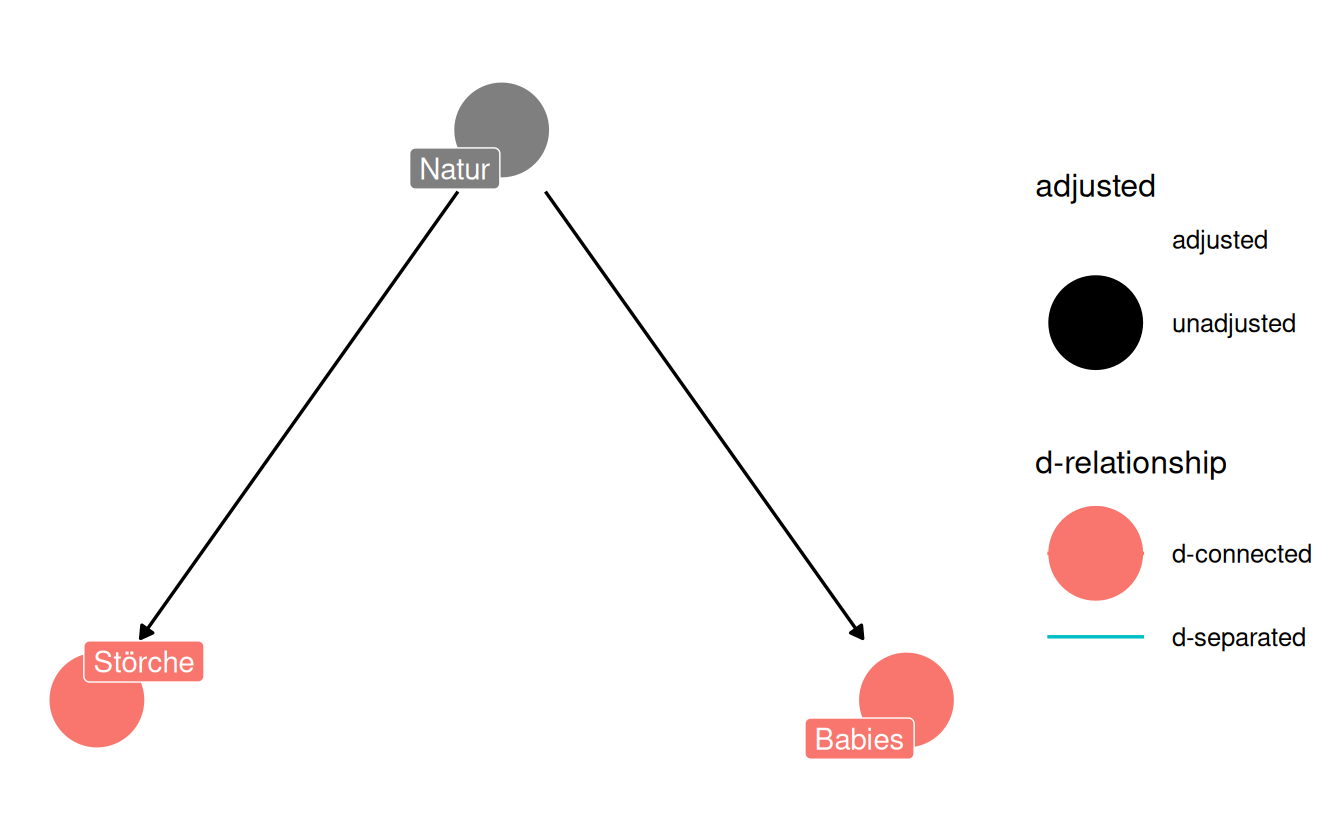 Natur
Störche
Babies
adjusted
adjusted
unadjusted
d-relationship
d-connected
d-separated